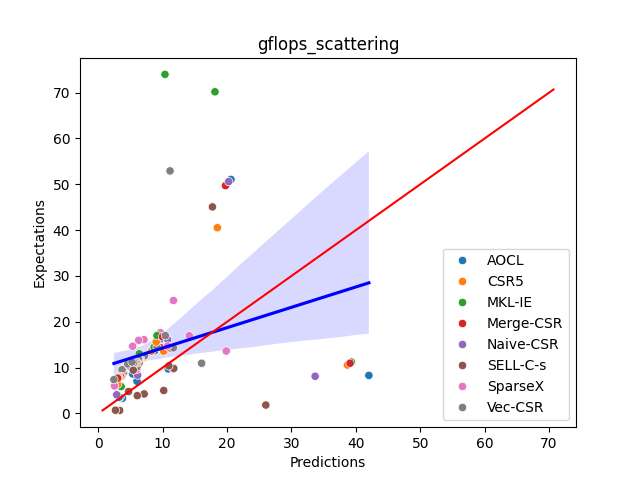 gflops_scattering
Expectations
70
60
50
40
30
20
10
0
0 10 20 30 40 50 60 70
Predictions
AOCL
CSR5
MKL-IE
Merge-CSR
Naive-CSR
SELL-C-s
SparseX
Vec-CSR